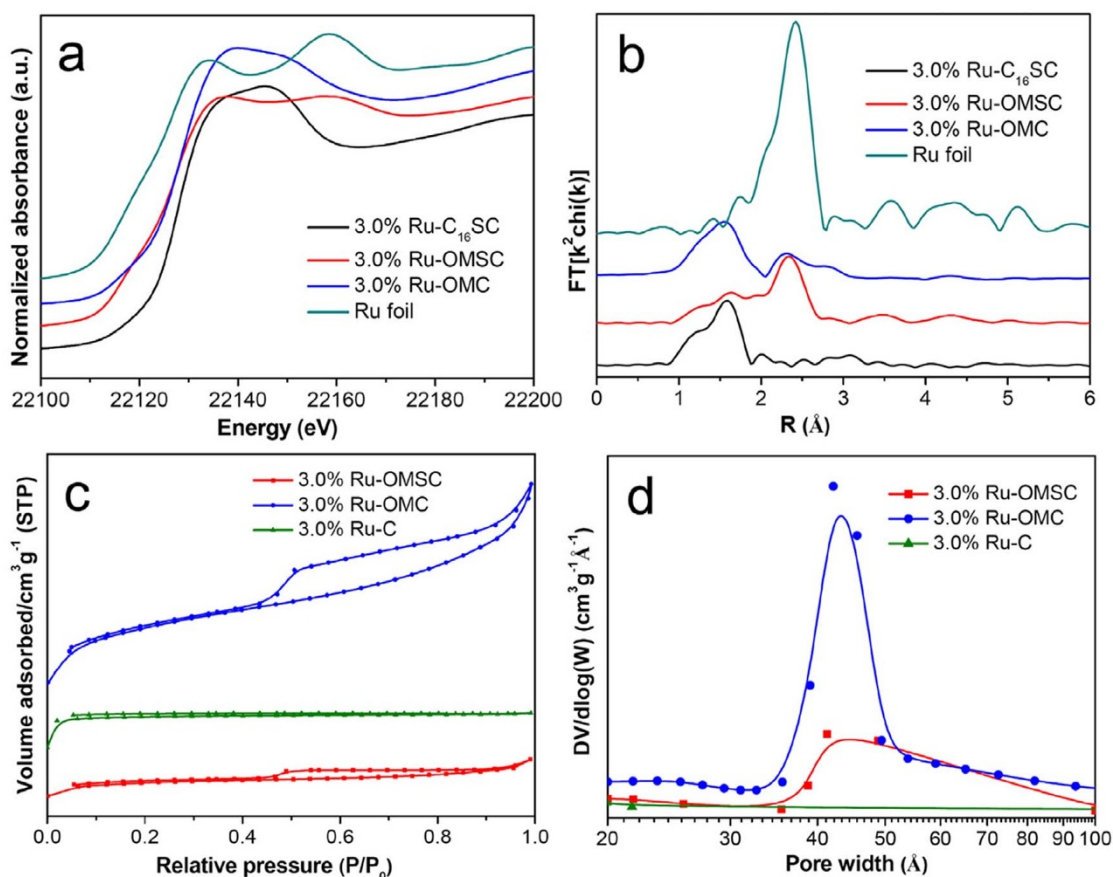 a
Normalized absorbance (a.u.)
3.0% Ru-C₁₆SC
3.0% Ru-OMSC
3.0% Ru-OMC
Ru foil
22100 22120 22140 22160 22180 22200
Energy (eV)
b
FT[k²chi(k)]
3.0% Ru-C₁₆SC
3.0% Ru-OMSC
3.0% Ru-OMC
Ru foil
0 1 2 3 4 5 6
R (Å)
c
Volume adsorbed/cm³g⁻¹ (STP)
3.0% Ru-OMSC
3.0% Ru-OMC
3.0% Ru-C
0.0 0.2 0.4 0.6 0.8 1.0
Relative pressure (P/P₀)
d
DV/dlog(W) (cm³g⁻¹Å⁻¹)
3.0% Ru-OMSC
3.0% Ru-OMC
3.0% Ru-C
20 30 40 50 60 70 80 90 100
Pore width (Å)